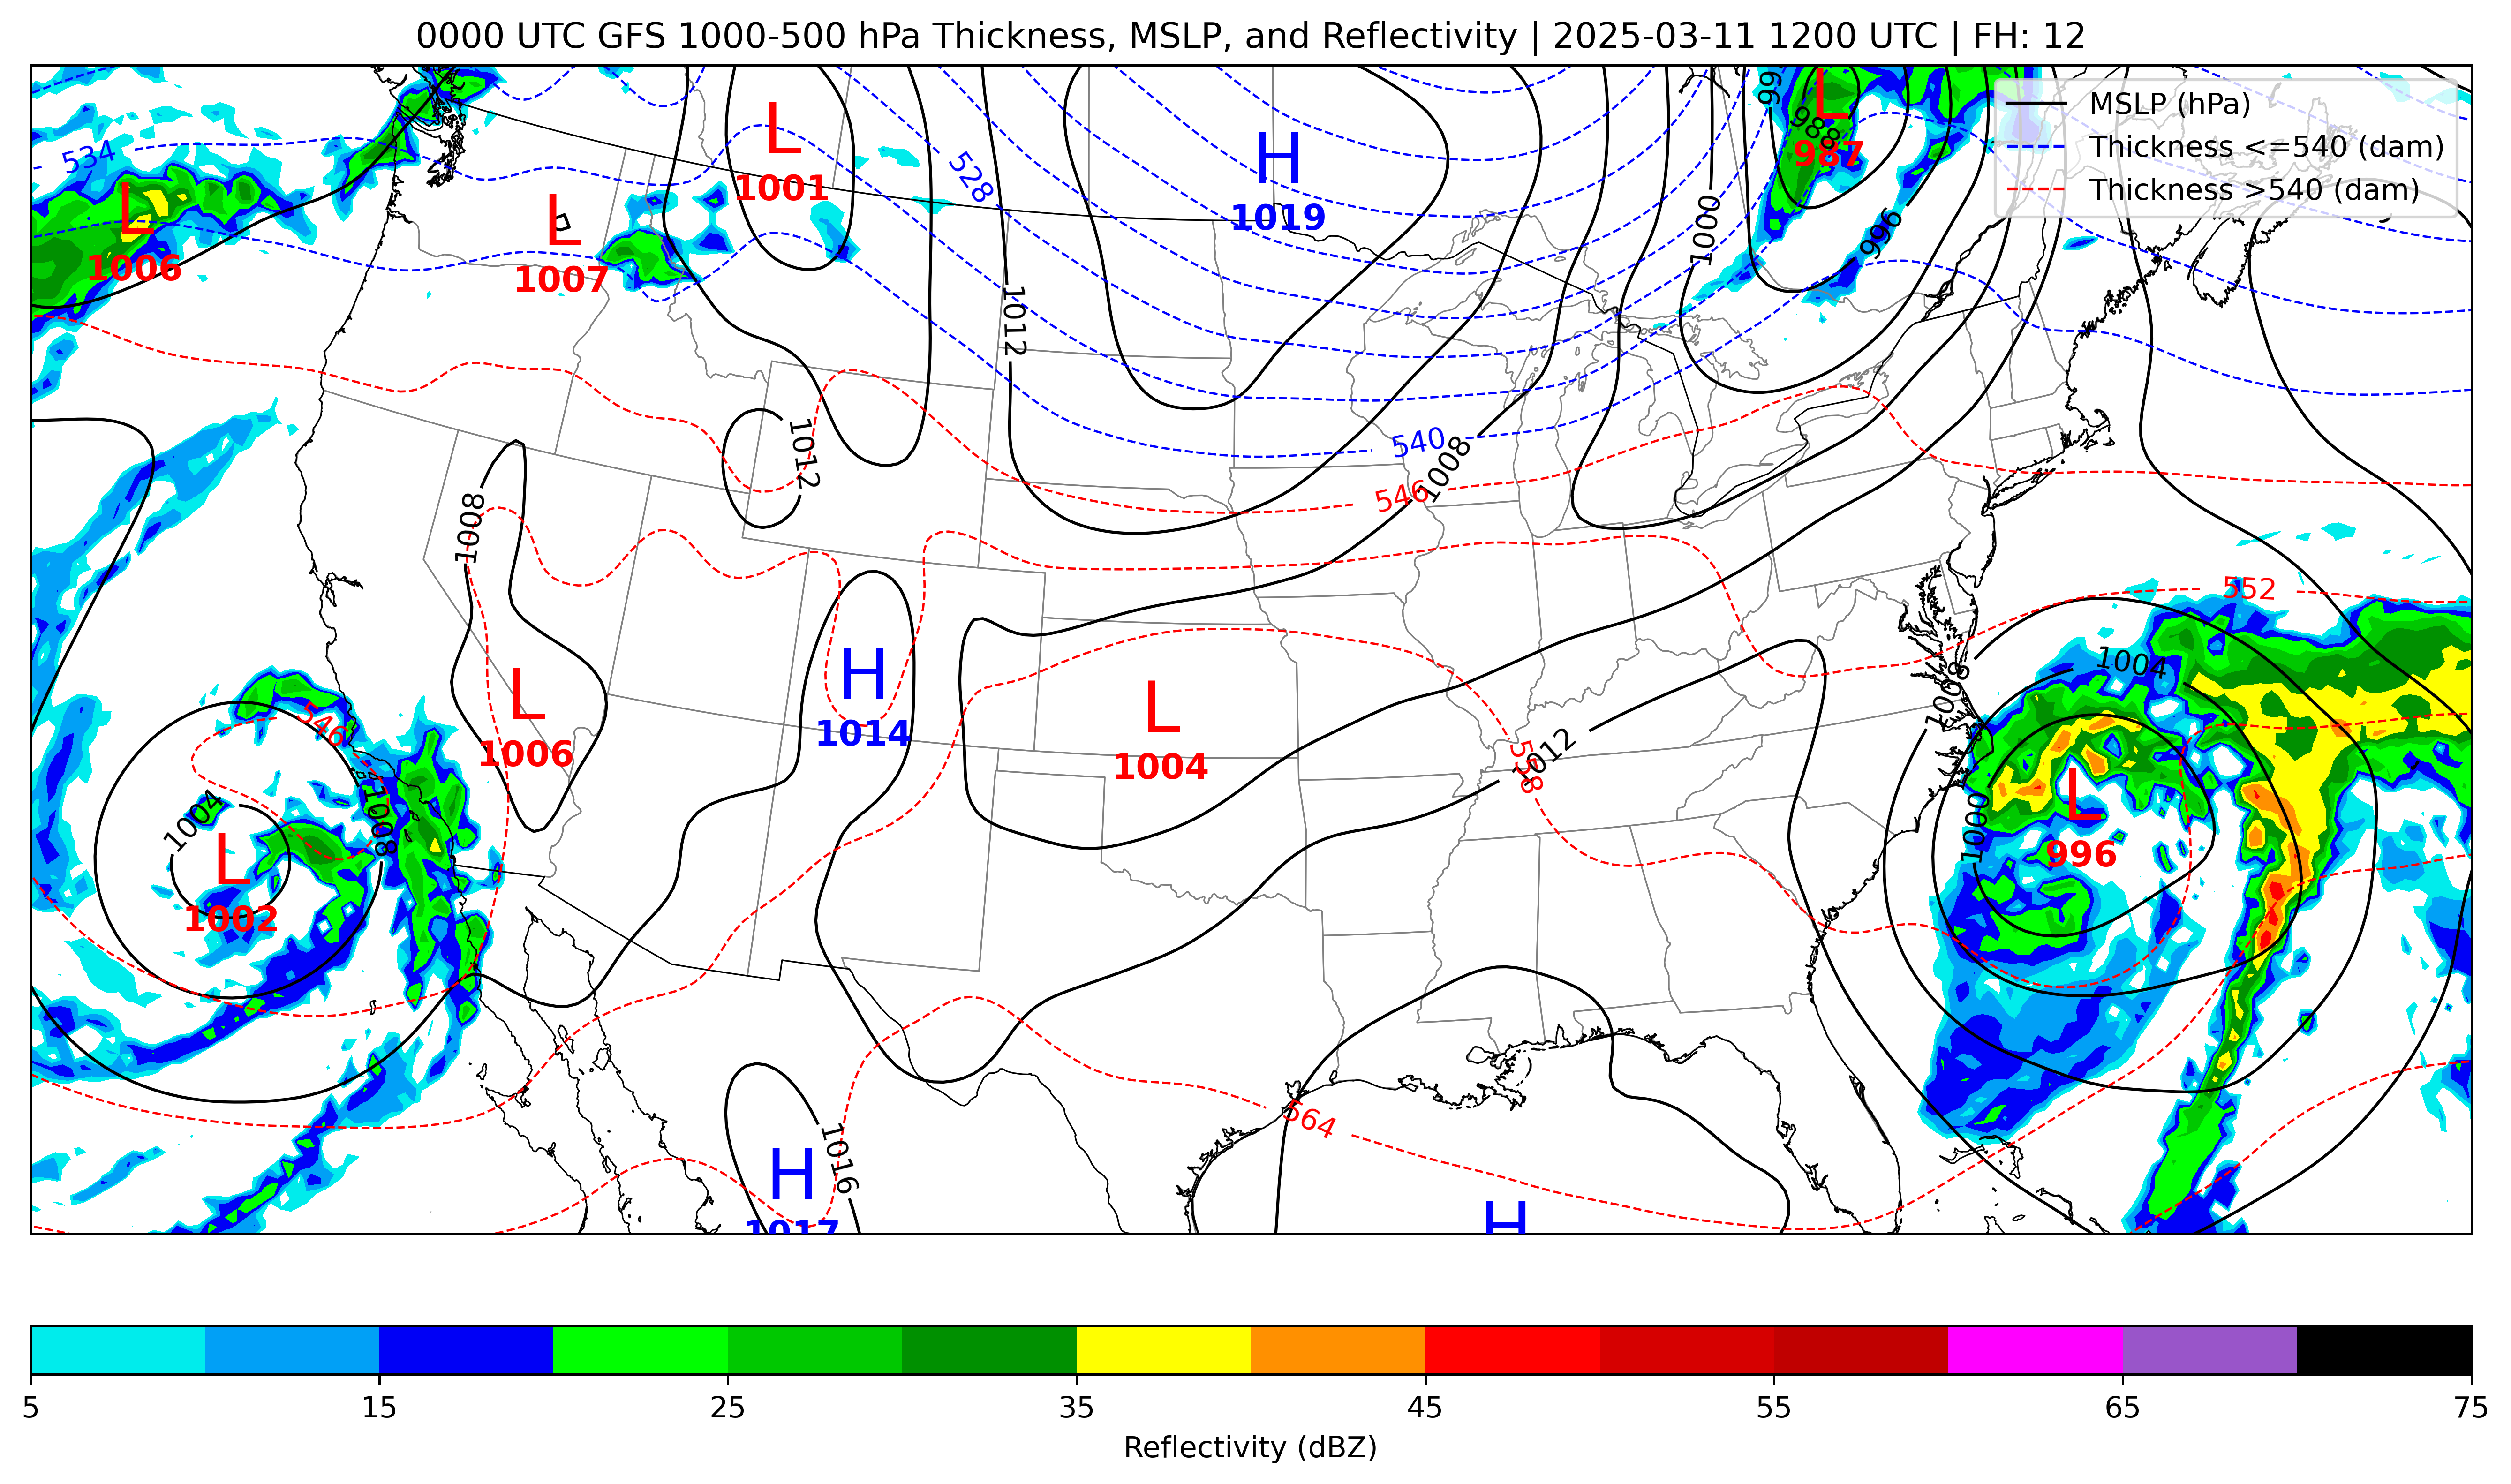 0000 UTC GFS 1000-500 hPa Thickness, MSLP, and Reflectivity | 2025-03-11 1200 UTC | FH: 12
MSLP (hPa)
Thickness <=540 (dam)
Thickness >540 (dam)
L
987
988
996
1000
L
1001
H
1019
534
528
L
1006
L
1007
996
1012
1012
540
546
1008
1008
552
1004
1008
L
1006
H
1014
L
1004
546
558
1012
1004
1008
L
1002
L
996
1000
564
H
1017
1016
H
5
15
25
35
45
55
65
75
Reflectivity (dBZ)